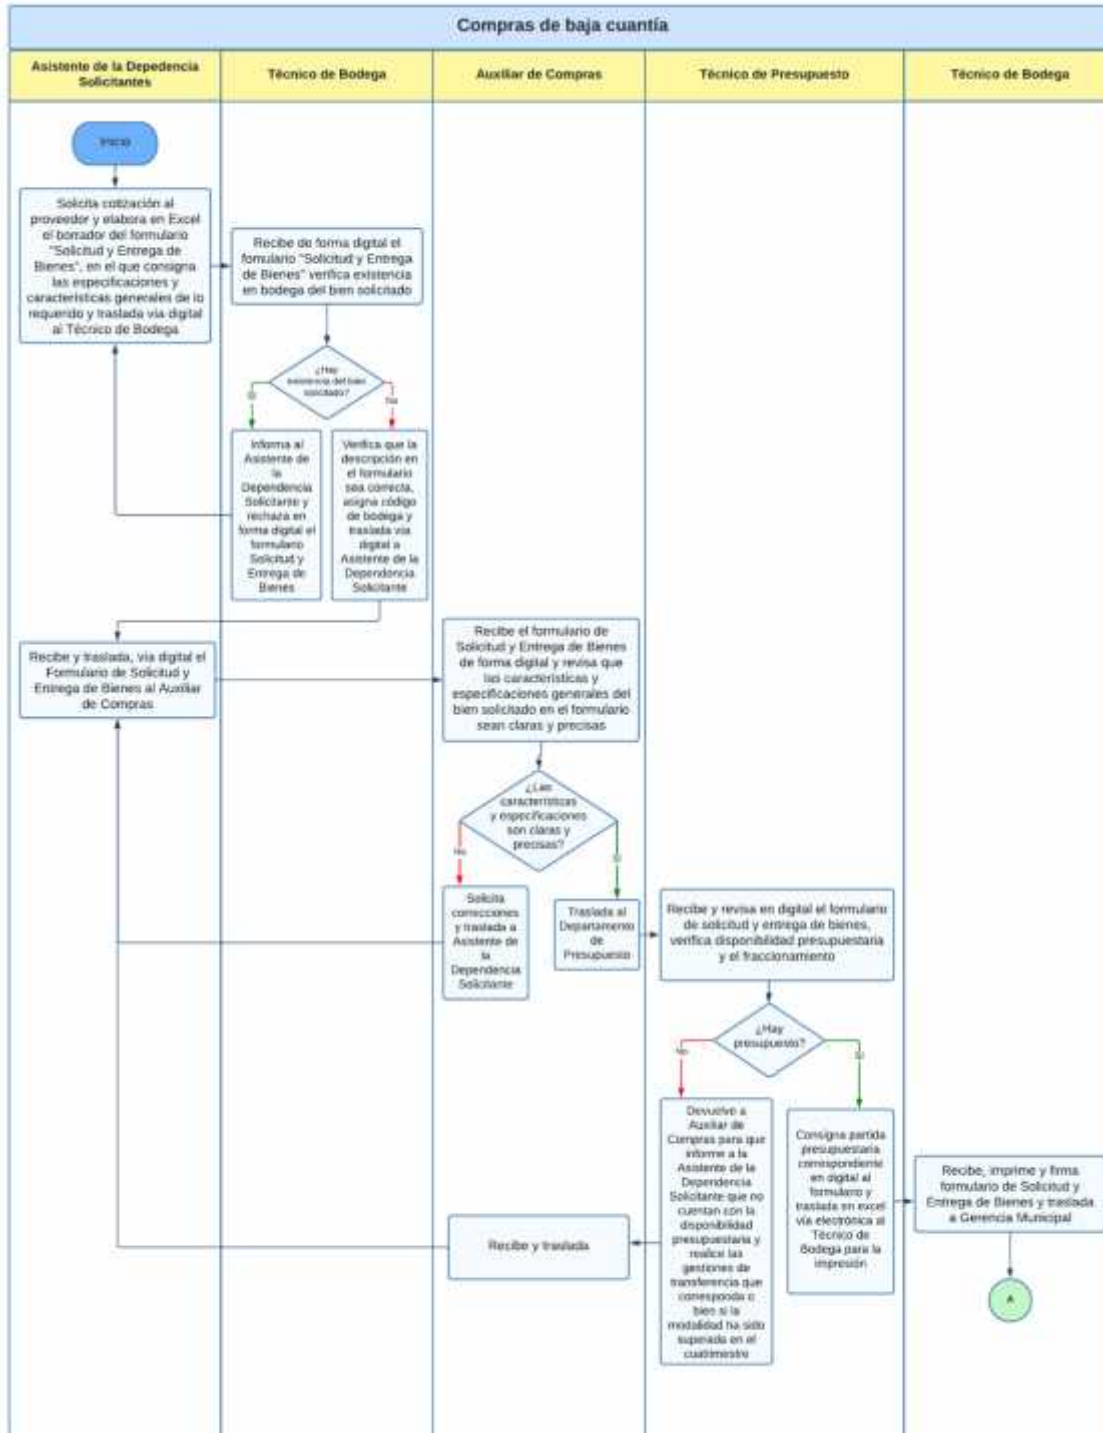 Compras de baja cuantía
Asistente de la Depedencia
Solicitantes
Técnico de Bodega
Auxiliar de Compras
Técnico de Presupuesto
Técnico de Bodega
Inicio
Solicita cotización al
proveedor y elabora en Excel
el borrador del formulario
"Solicitud y Entrega de
Bienes", en el que consigna
las especificaciones y
características generales de lo
requerido y traslada via digital
al Técnico de Bodega
Recibe de forma digital el
fomulario "Solicitud y Entrega
de Bienes" verifica existencia
en bodega del bien solicitado
¿Hay
existencia del bien
solicitado?
Si
No
Informa al
Asistente de
la
Dependencia
Solicitante y
rechaza en
forma digital el
formulario
Solicitud y
Entrega de
Bienes
Verifica que la
descripción en
el formulario
sea correcta,
asigna código
de bodega y
traslada via
digital a
Asistente de la
Dependencia
Solicitante
Recibe y traslada, via digital el
Formulario de Solicitud y
Entrega de Bienes al Auxiliar
de Compras
Recibe el formulario de
Solicitud y Entrega de Bienes
de forma digital y revisa que
las características y
especificaciones generales del
bien solicitado en el formulario
sean claras y precisas
¿Las
características
y especificaciones
son claras y
precisas?
No
Si
Solicita
correcciones
y traslada a
Asistente de
la
Dependencia
Solicitante
Traslada al
Departamento
de
Presupuesto
Recibe y revisa en digital el formulario
de solicitud y entrega de bienes,
verifica disponibilidad presupuestaria
y el fraccionamiento
¿Hay
presupuesto?
No
Si
Devuelve a
Auxiliar de
Compras para que
informe a la
Asistente de la
Dependencia
Solicitante que no
cuentan con la
disponibilidad
presupuestaria y
realice las
gestiones de
transferencia que
corresponda o
bien si la
modalidad ha sido
superada en el
cuatrimestre
Consigna partida
presupuestaria
correspondiente
en digital al
formulario y
traslada en excel
vía electrónica al
Técnico de
Bodega para la
impresión
Recibe y traslada
Recibe, imprime y firma
formulario de Solicitud y
Entrega de Bienes y traslada
a Gerencia Municipal
A